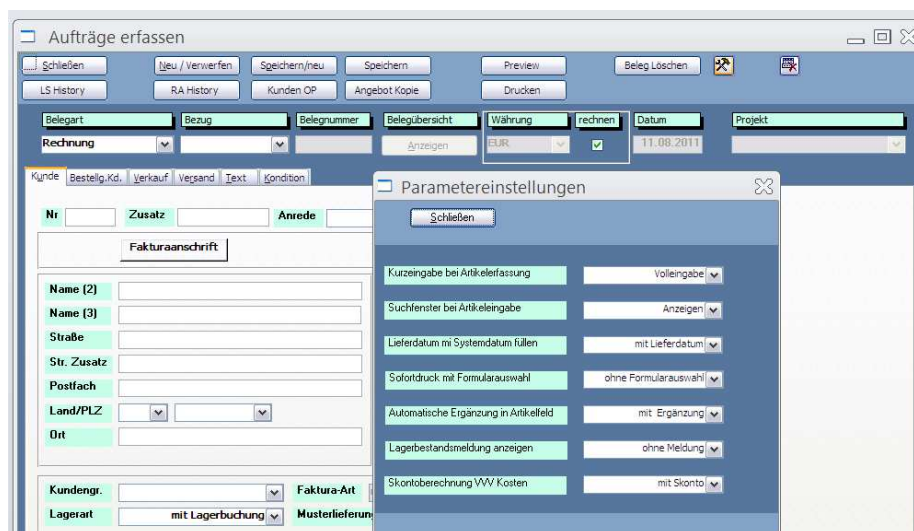 Aufträge erfassen
Schließen Neu / Verwerfen Speichern/neu Speichern Preview Beleg Löschen
LS History RA History Kunden OP Angebot Kopie Drucken
Belegart Bezug Belegnummer Belegübersicht Währung rechnen Datum Projekt
Rechnung Anzeigen EUR 11.08.2011
Kunde Bestellg.Kd. Verkauf Versand Text Kondition
Nr Zusatz Anrede
Fakturaanschrift
Name (2)
Name (3)
Straße
Str. Zusatz
Postfach
Land/PLZ
Ort
Kundengr. Faktura-Art
Lagerart mit Lagerbuchung Musterlieferun
Parametereinstellungen
Schließen
Kurzeingabe bei Artikelerfassung Volleingabe
Suchfenster bei Artikeleingabe Anzeigen
Lieferdatum mi Systemdatum füllen mit Lieferdatum
Sofortdruck mit Formularauswahl ohne Formularauswahl
Automatische Ergänzung in Artikelfeld mit Ergänzung
Lagerbestandsmeldung anzeigen ohne Meldung
Skontoberechnung VVV Kosten mit Skonto